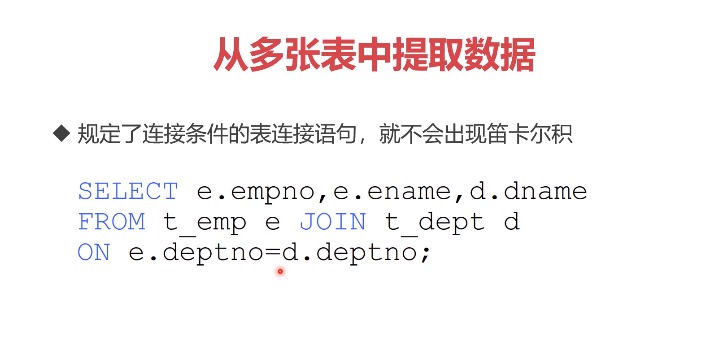 从多张表中提取数据
◆ 规定了连接条件的表连接语句，就不会出现笛卡尔积
SELECT e.empno,e.ename,d.dname
FROM t_emp e JOIN t_dept d
ON e.deptno=d.deptno;